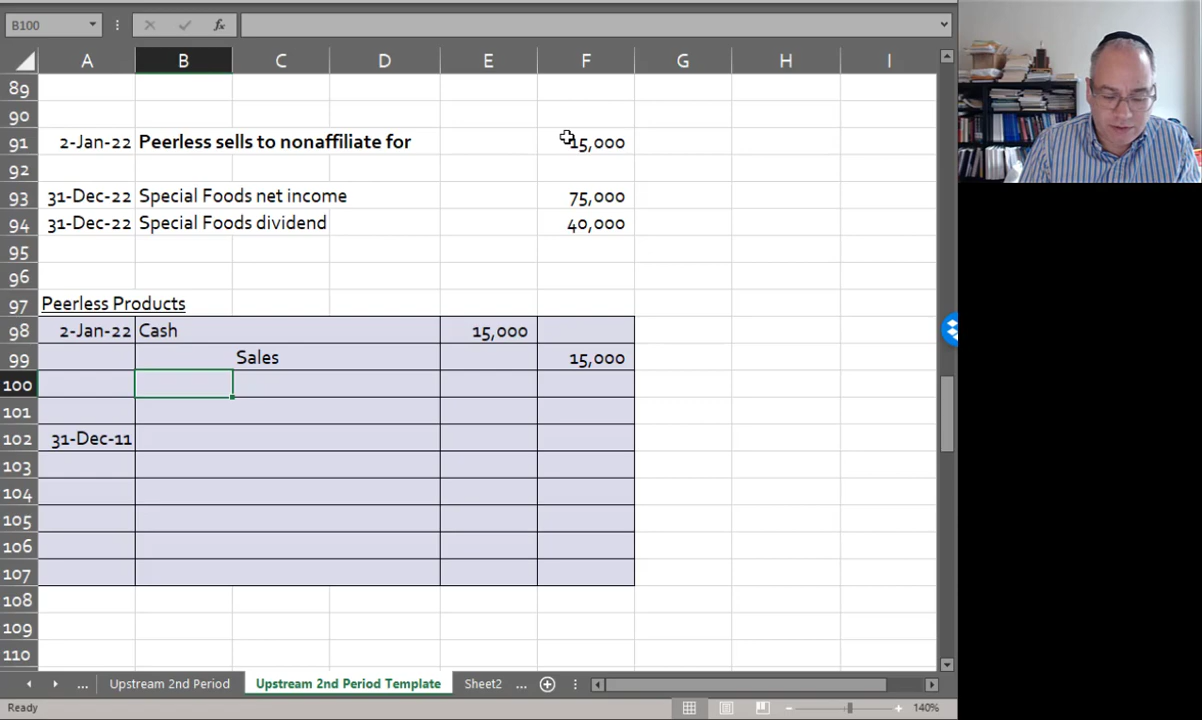 B100
fx
A B C D E F G H I
89
90
91 2-Jan-22 Peerless sells to nonaffiliate for 15,000
92
93 31-Dec-22 Special Foods net income 75,000
94 31-Dec-22 Special Foods dividend 40,000
95
96
97 Peerless Products
98 2-Jan-22 Cash 15,000
99 Sales 15,000
100
101
102 31-Dec-11
103
104
105
106
107
108
109
110
... Upstream 2nd Period Upstream 2nd Period Template Sheet2 ...
Ready 140%